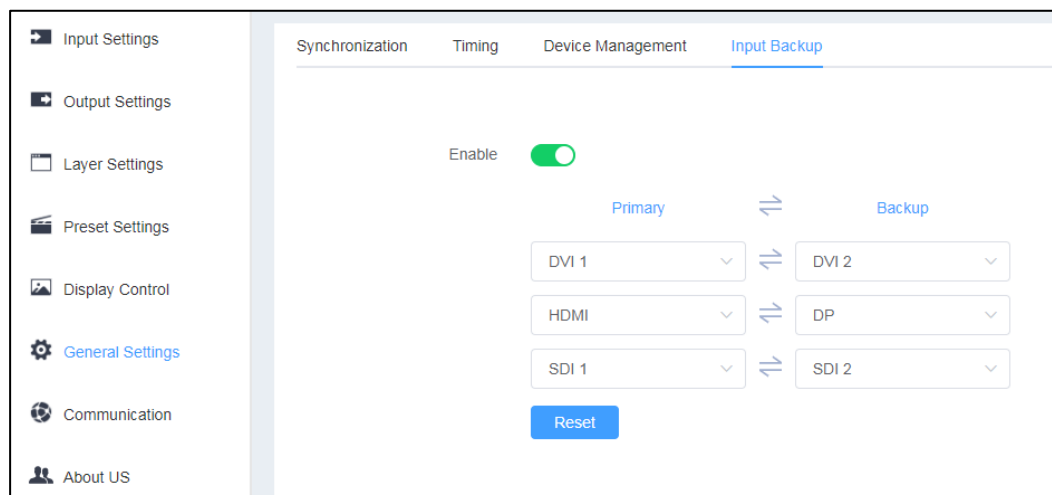 Input Settings
Output Settings
Layer Settings
Preset Settings
Display Control
General Settings
Communication
About US
Synchronization Timing Device Management Input Backup
Enable
Primary Backup
DVI 1 DVI 2
HDMI DP
SDI 1 SDI 2
Reset